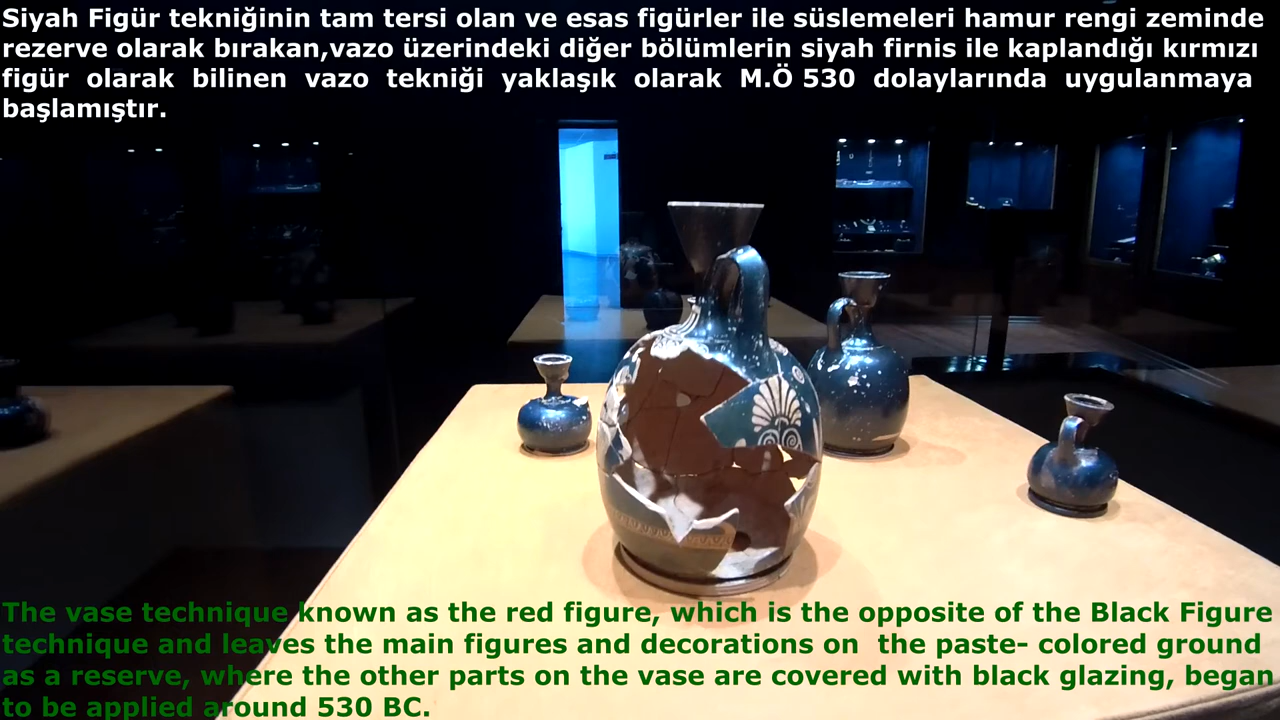 Siyah Figür tekniğinin tam tersi olan ve esas figürler ile süslemeleri hamur rengi zeminde
rezerve olarak bırakan,vazo üzerindeki diğer bölümlerin siyah firnis ile kaplandığı kırmızı
figür olarak bilinen vazo tekniği yaklaşık olarak M.Ö 530 dolaylarında uygulanmaya
başlamıştır.
The vase technique known as the red figure, which is the opposite of the Black Figure
technique and leaves the main figures and decorations on the paste- colored ground
as a reserve, where the other parts on the vase are covered with black glazing, began
to be applied around 530 BC.